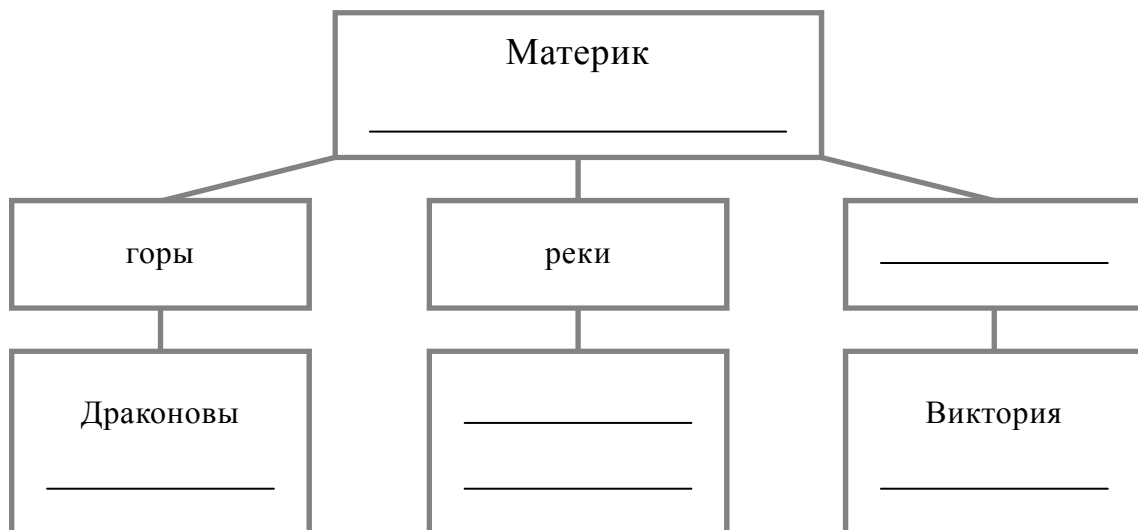 Материк
горы
реки
Драконовы
Виктория